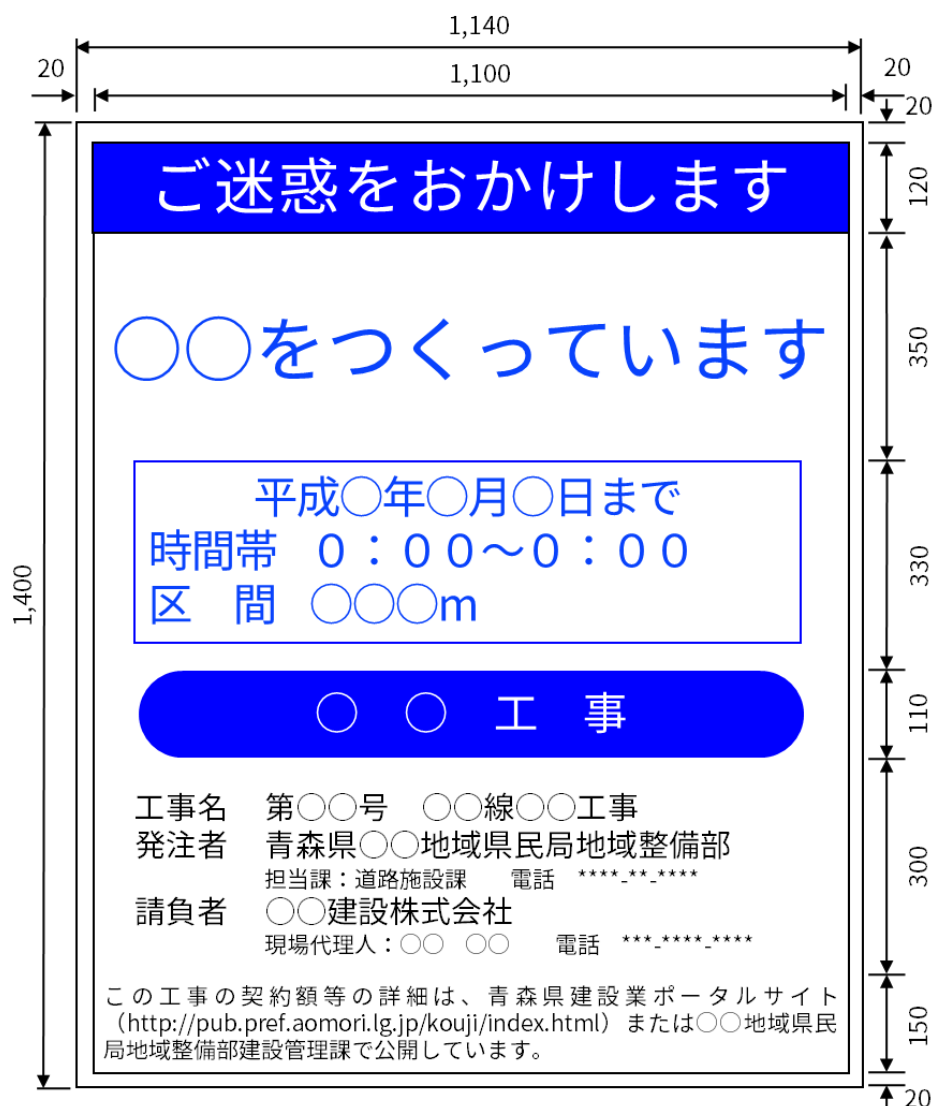 1,140
20
1,100
20
20
ご迷惑をおかけします
120
○○をつくっています
350
平成○年○月○日まで
時間帯　０：００～０：００
区　間　○○○m
330
1,400
○　○　工　事
110
工事名　第○○号　○○線○○工事
発注者　青森県○○地域県民局地域整備部
担当課：道路施設課　　電話　****-**-****
請負者　○○建設株式会社
現場代理人：○○　○○　　電話　***-****-****
300
この工事の契約額等の詳細は、青森県建設業ポータルサイト
（http://pub.pref.aomori.lg.jp/kouji/index.html）または○○地域県民
局地域整備部建設管理課で公開しています。
150
20